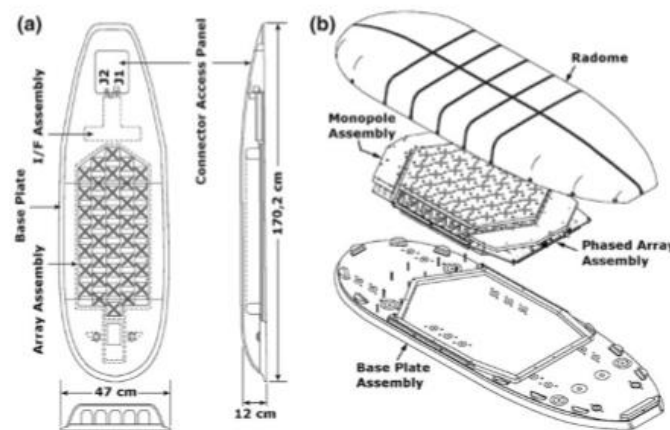 (a)
J2
J1
I/F Assembly
Base Plate
Array Assembly
Connector Access Panel
170,2 cm
47 cm
12 cm
(b)
Radome
Monopole
Assembly
Phased Array
Assembly
Base Plate
Assembly